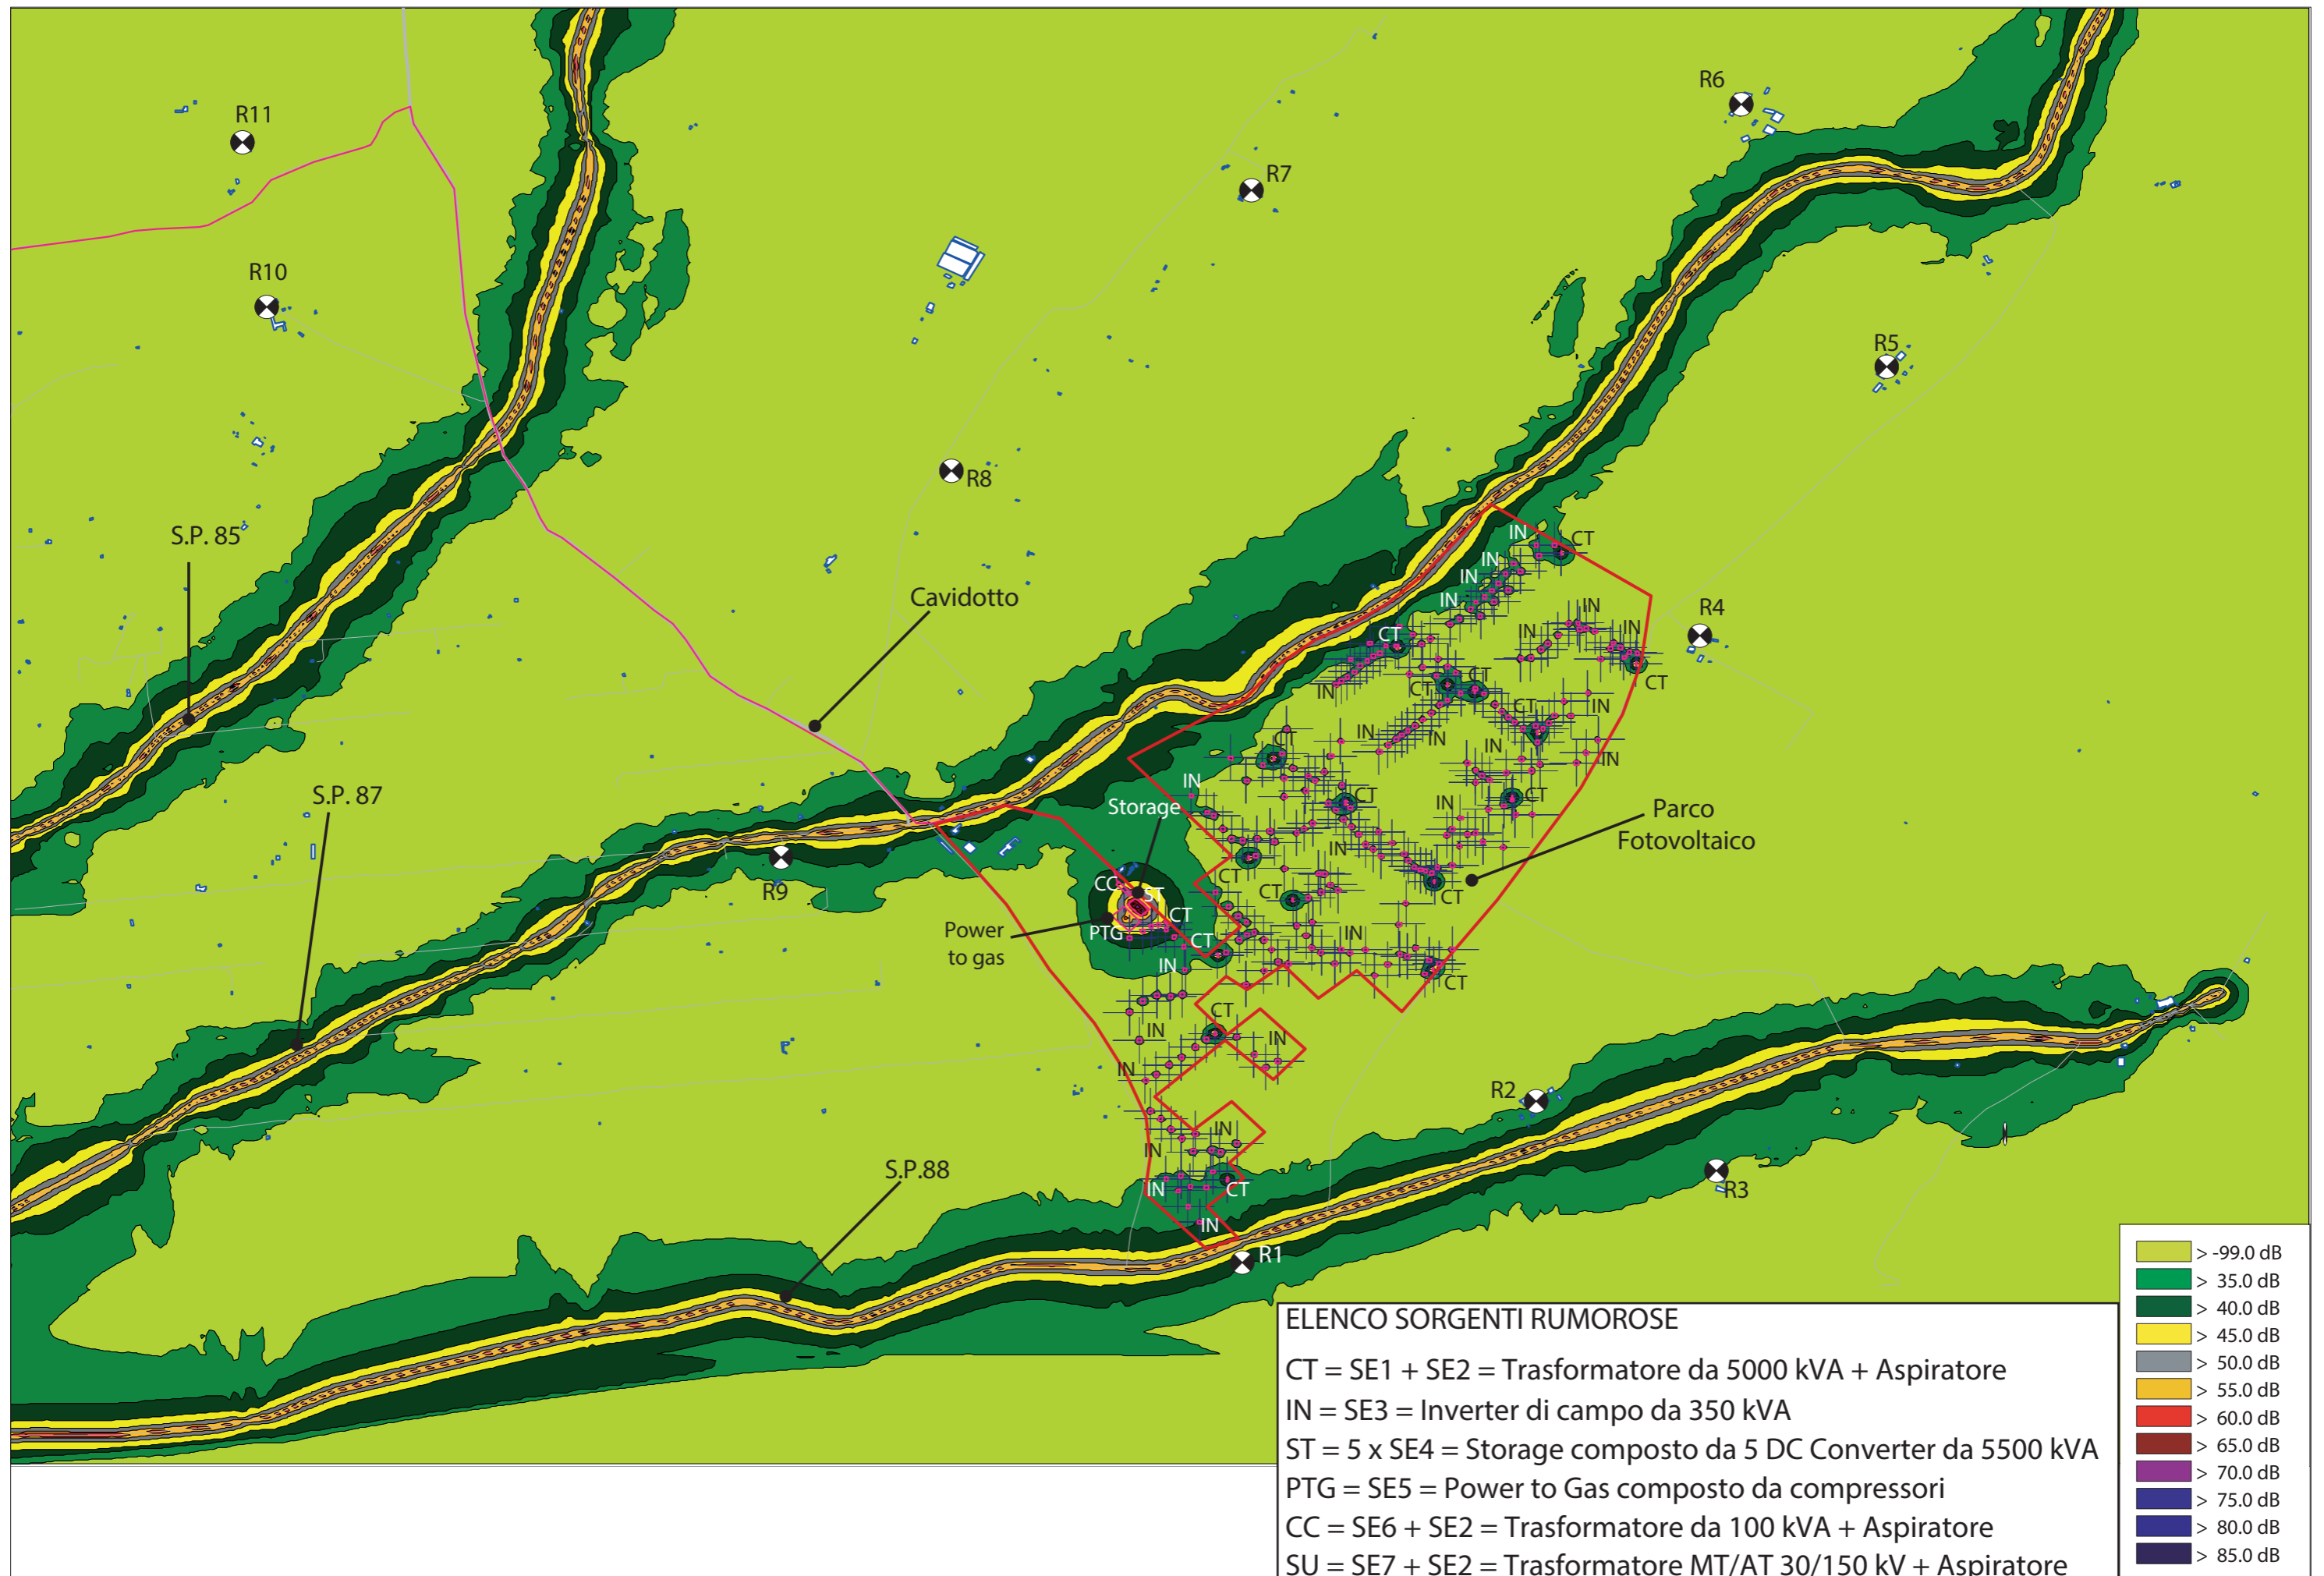 R6
R11
R7
R10
R5
R8
S.P. 85
IN
CT
IN
IN
IN
Cavidotto
IN
R4
CT
IN
IN
CT
CT
CT
IN
CT
IN
IN
IN
CT
IN
IN
IN
S.P. 87
Storage
CT
CT
IN
Parco
Fotovoltaico
IN
R9
CC
ST
CT
CT
CT
CT
Power
to gas
PTG
CT
IN
IN
CT
CT
IN
IN
IN
R2
IN
IN
S.P.88
IN
CT
R3
IN
R1
ELENCO SORGENTI RUMOROSE
CT = SE1 + SE2 = Trasformatore da 5000 kVA + Aspiratore
IN = SE3 = Inverter di campo da 350 kVA
ST = 5 x SE4 = Storage composto da 5 DC Converter da 5500 kVA
PTG = SE5 = Power to Gas composto da compressori
CC = SE6 + SE2 = Trasformatore da 100 kVA + Aspiratore
SU = SE7 + SE2 = Trasformatore MT/AT 30/150 kV + Aspiratore
> -99.0 dB
> 35.0 dB
> 40.0 dB
> 45.0 dB
> 50.0 dB
> 55.0 dB
> 60.0 dB
> 65.0 dB
> 70.0 dB
> 75.0 dB
> 80.0 dB
> 85.0 dB